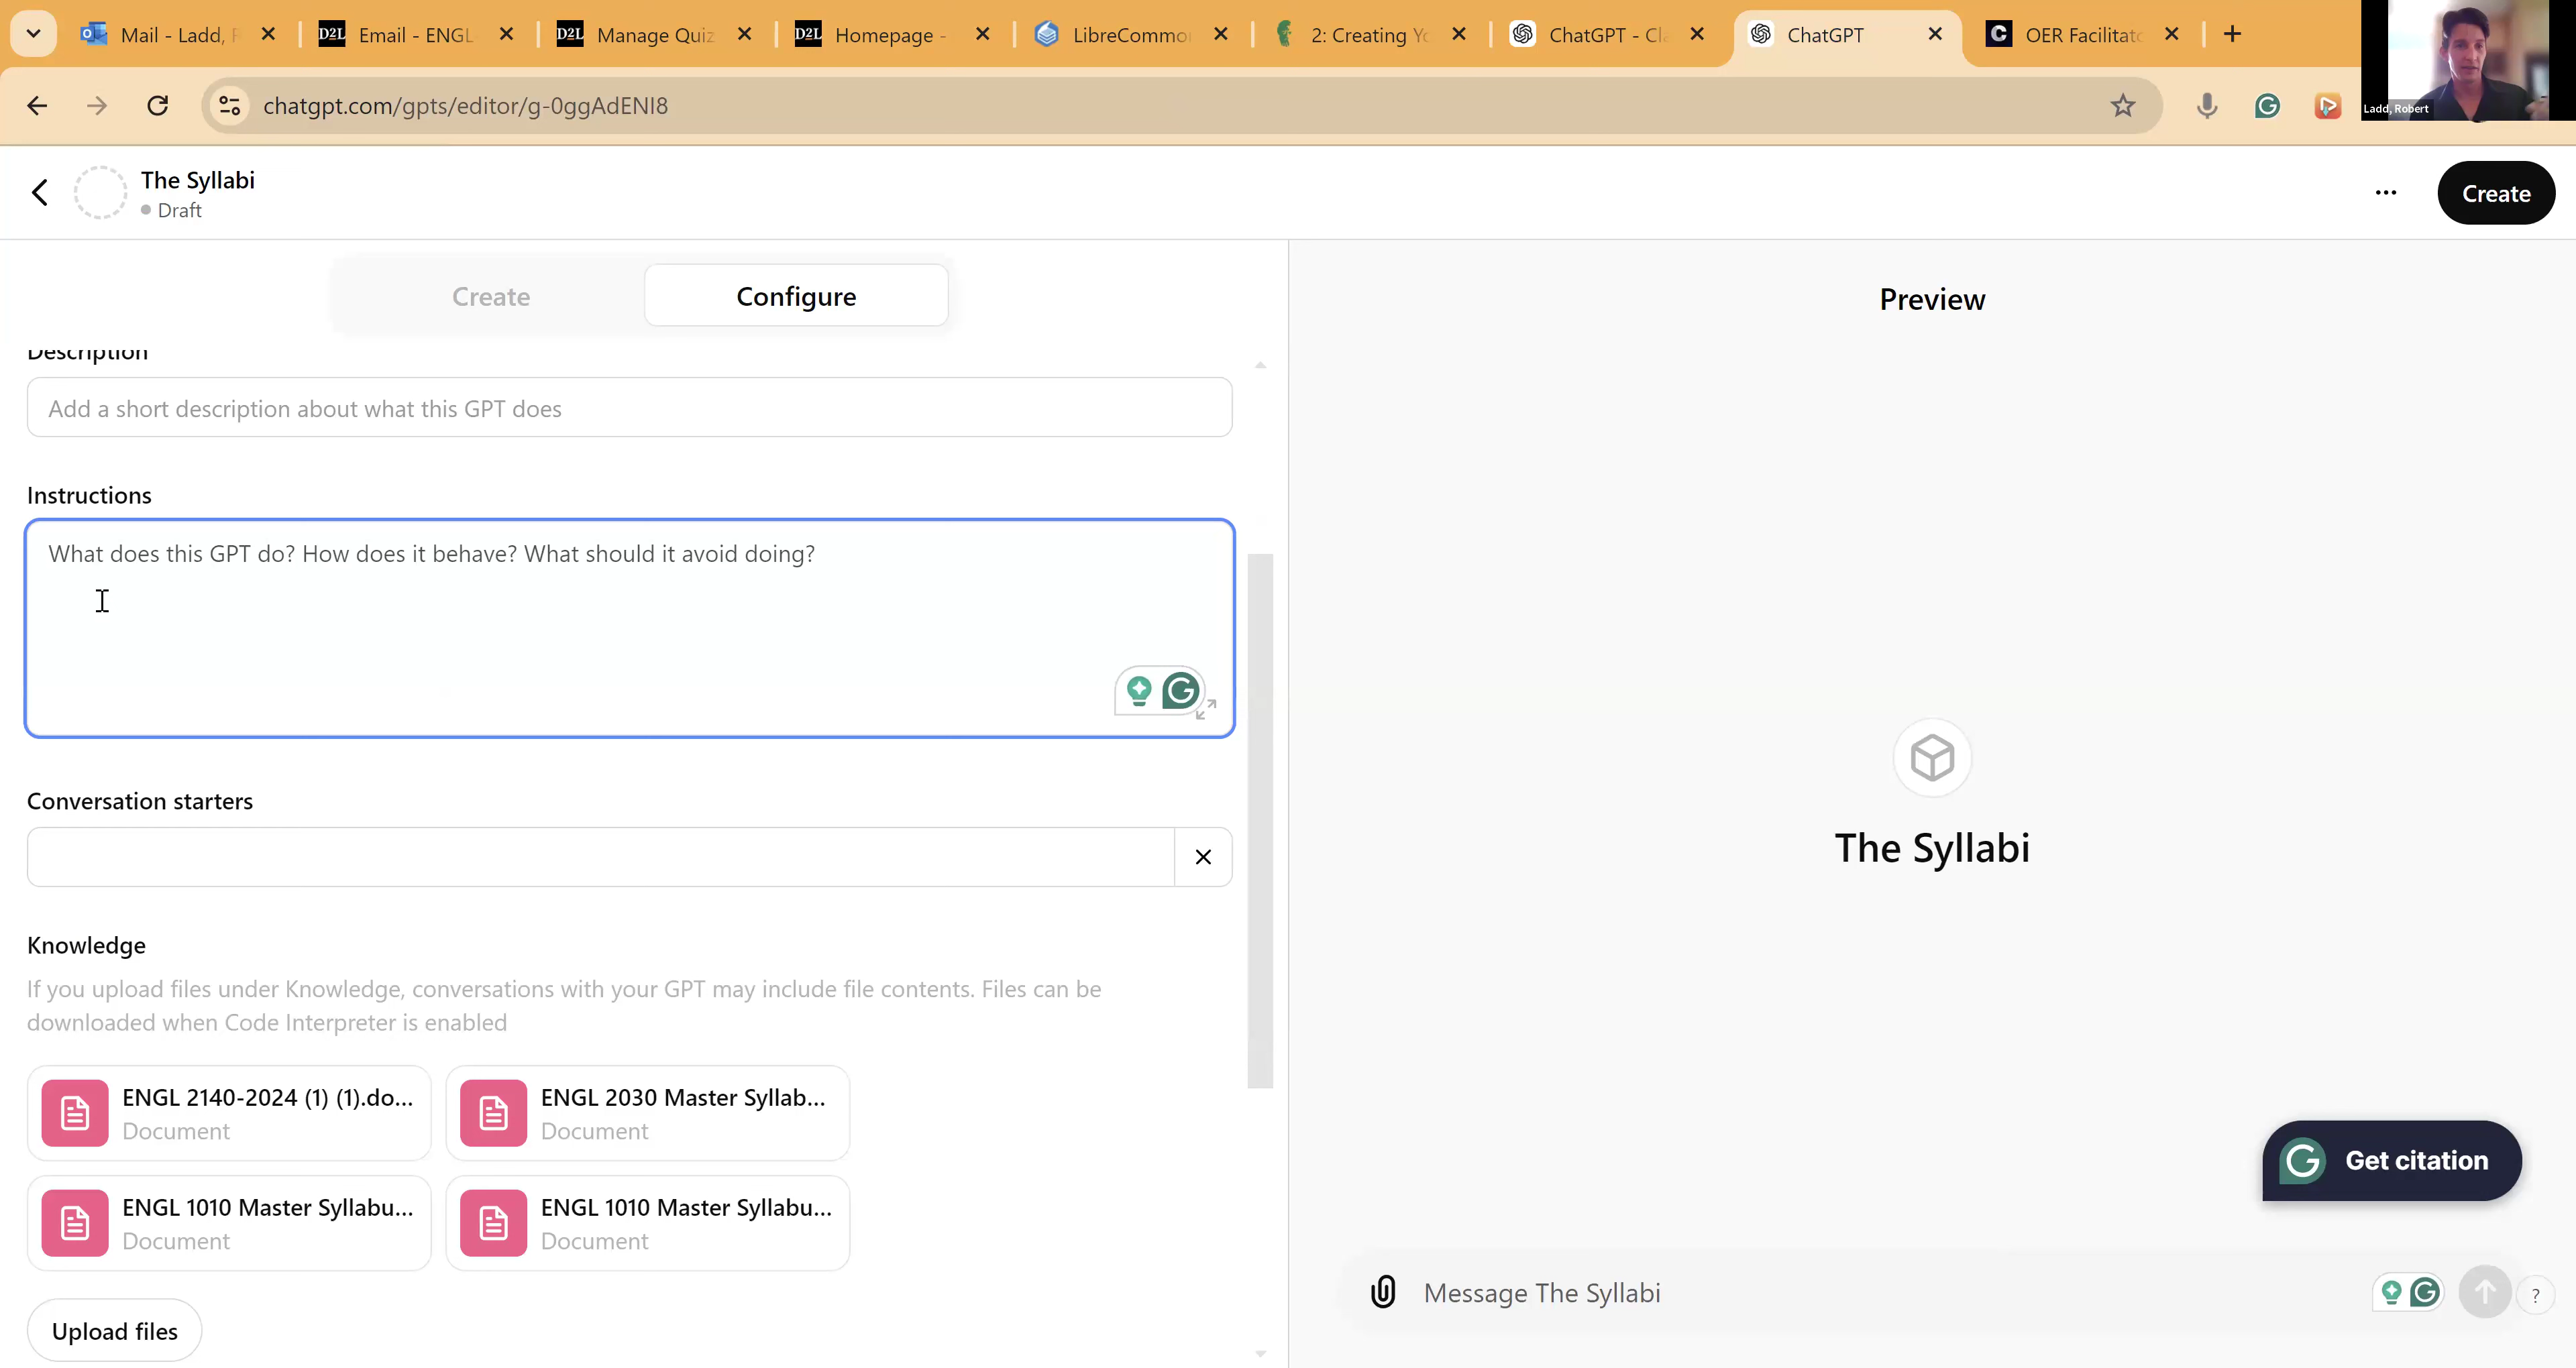 Mail - Ladd, R
D2L Email - ENGL
D2L Manage Quiz
D2L Homepage -
LibreCommo
2: Creating Yo
ChatGPT - Cla
ChatGPT
C OER Facilitato
chatgpt.com/gpts/editor/g-0ggAdENI8
Ladd, Robert
The Syllabi
Draft
Create
Create
Configure
Preview
Description
Add a short description about what this GPT does
Instructions
What does this GPT do? How does it behave? What should it avoid doing?
Conversation starters
The Syllabi
Knowledge
If you upload files under Knowledge, conversations with your GPT may include file contents. Files can be
downloaded when Code Interpreter is enabled
ENGL 2140-2024 (1) (1).do...
Document
ENGL 2030 Master Syllab...
Document
ENGL 1010 Master Syllabu...
Document
ENGL 1010 Master Syllabu...
Document
Upload files
Get citation
Message The Syllabi
?